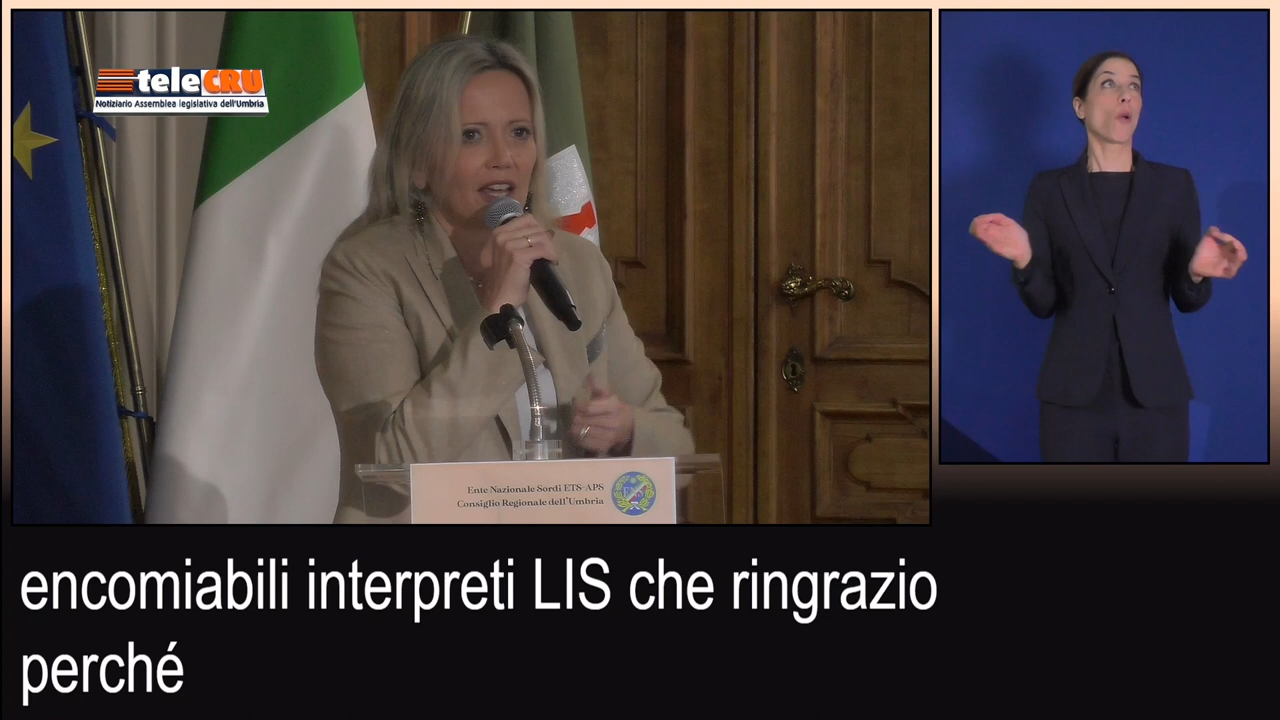 teleCRU
Notiziario Assemblea legislativa dell'Umbria
Ente Nazionale Sordi ETS-APS
Consiglio Regionale dell'Umbria
ENS
encomiabili interpreti LIS che ringrazio
perché